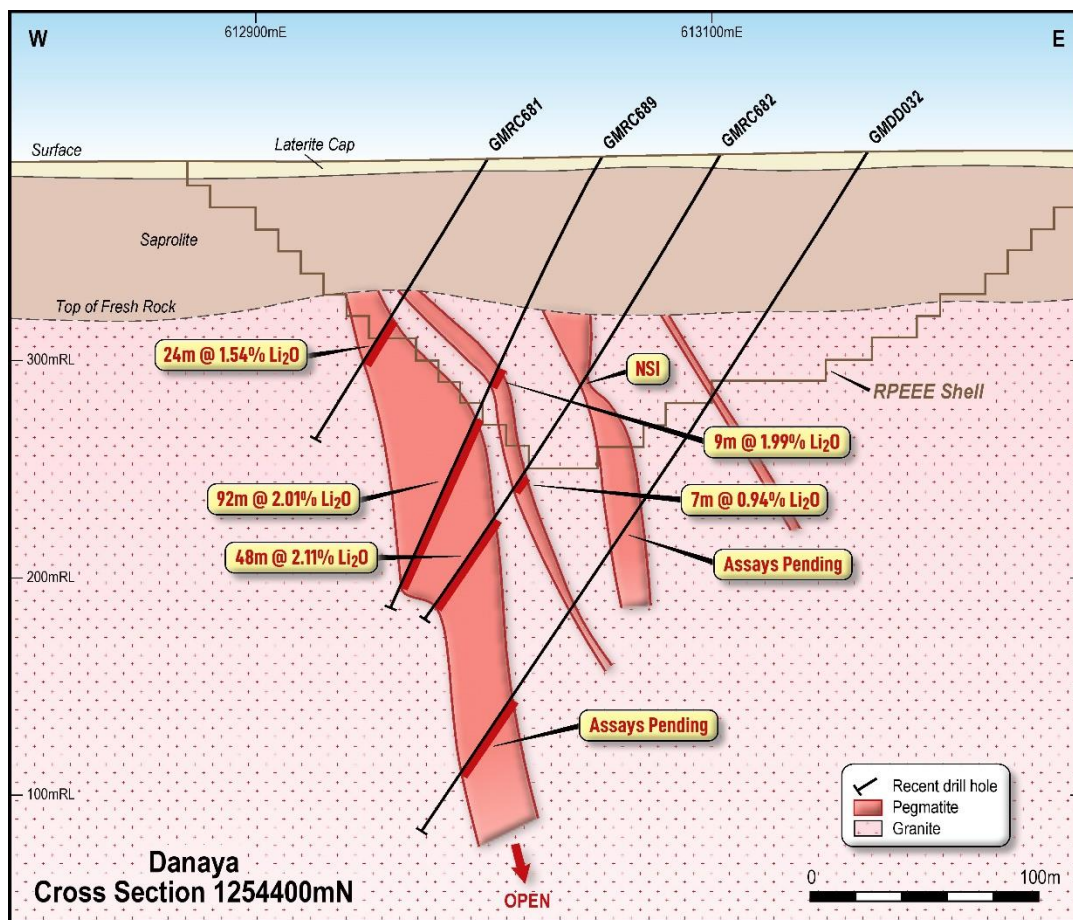 W
612900mE
613100mE
E
GMRC681
GMRC689
GMRC682
GMDD032
Surface
Laterite Cap
Saprolite
Top of Fresh Rock
300mRL
24m @ 1.54% Li₂O
NSI
RPEEE Shell
9m @ 1.99% Li₂O
92m @ 2.01% Li₂O
7m @ 0.94% Li₂O
48m @ 2.11% Li₂O
Assays Pending
200mRL
Assays Pending
100mRL
Recent drill hole
Pegmatite
Granite
Danaya
Cross Section 1254400mN
OPEN
0
100m